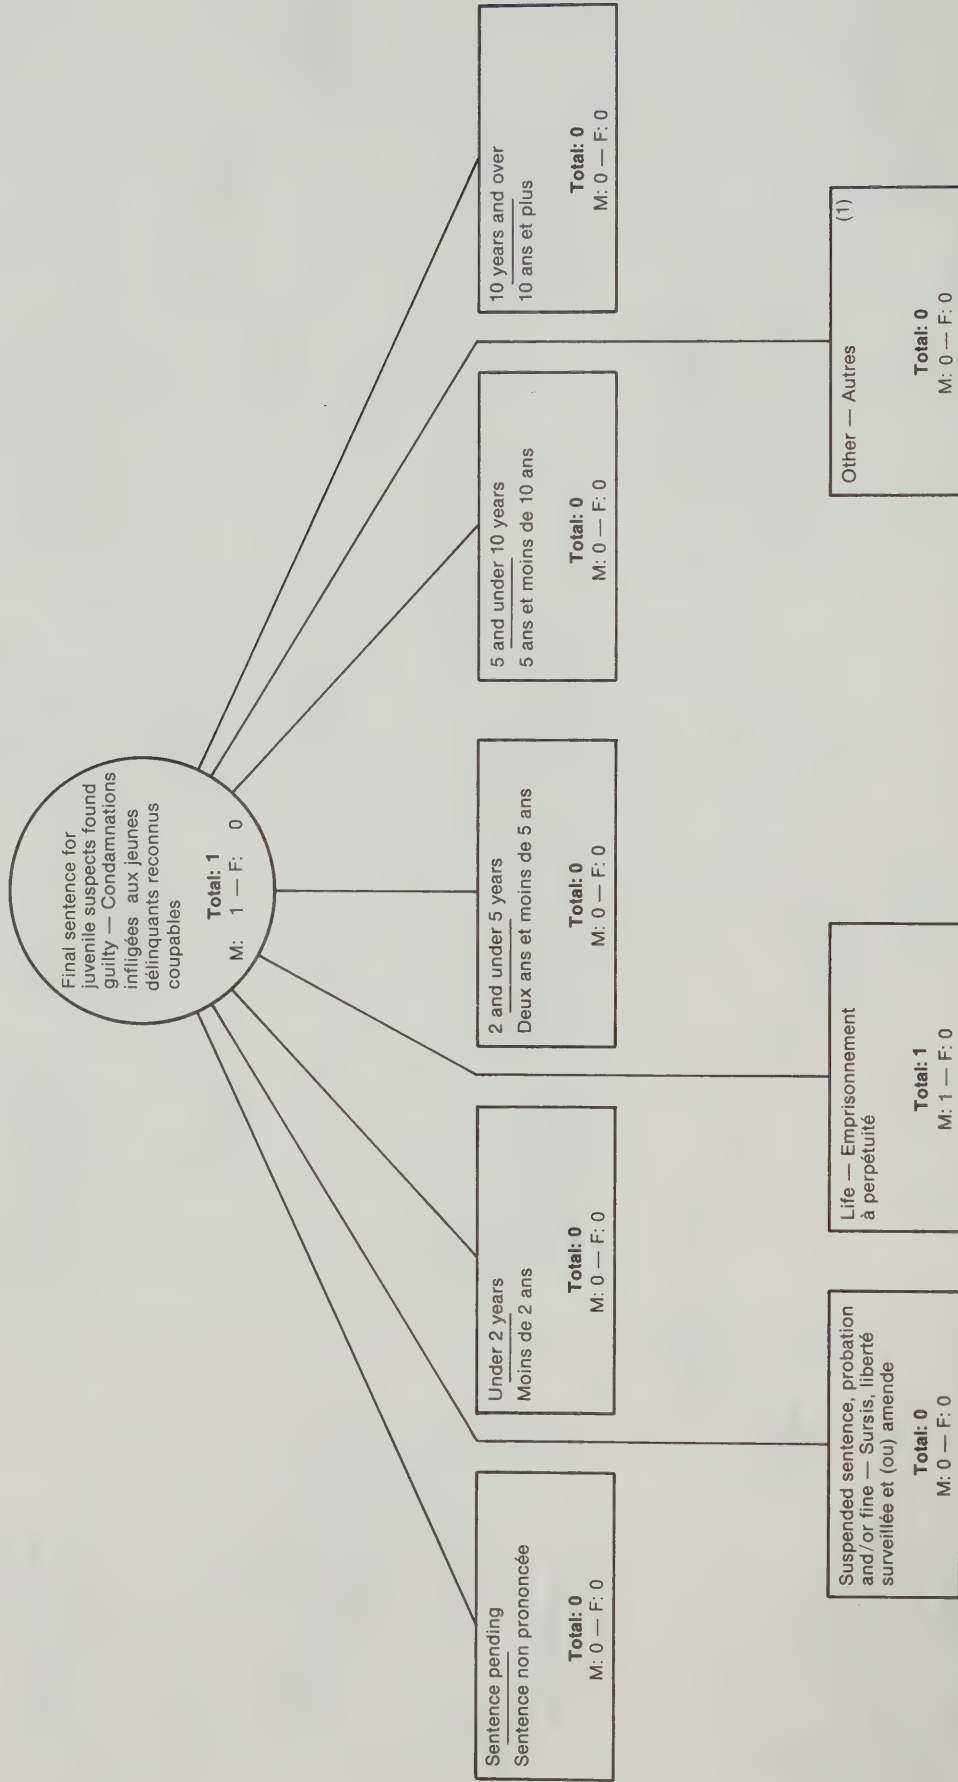 Final sentence for
juvenile suspects found
guilty — Condamnations
infligées aux jeunes
délinquants reconnus
coupables
Total: 1
M: 1 — F: 0
Sentence pending
Sentence non prononcée
Total: 0
M: 0 — F: 0
Under 2 years
Moins de 2 ans
Total: 0
M: 0 — F: 0
2 and under 5 years
Deux ans et moins de 5 ans
Total: 0
M: 0 — F: 0
5 and under 10 years
5 ans et moins de 10 ans
Total: 0
M: 0 — F: 0
10 years and over
10 ans et plus
Total: 0
M: 0 — F: 0
Suspended sentence, probation
and/or fine — Sursis, liberté
surveillée et (ou) amende
Total: 0
M: 0 — F: 0
Life — Emprisonnement
à perpétuité
Total: 1
M: 1 — F: 0
Other — Autres (1)
Total: 0
M: 0 — F: 0